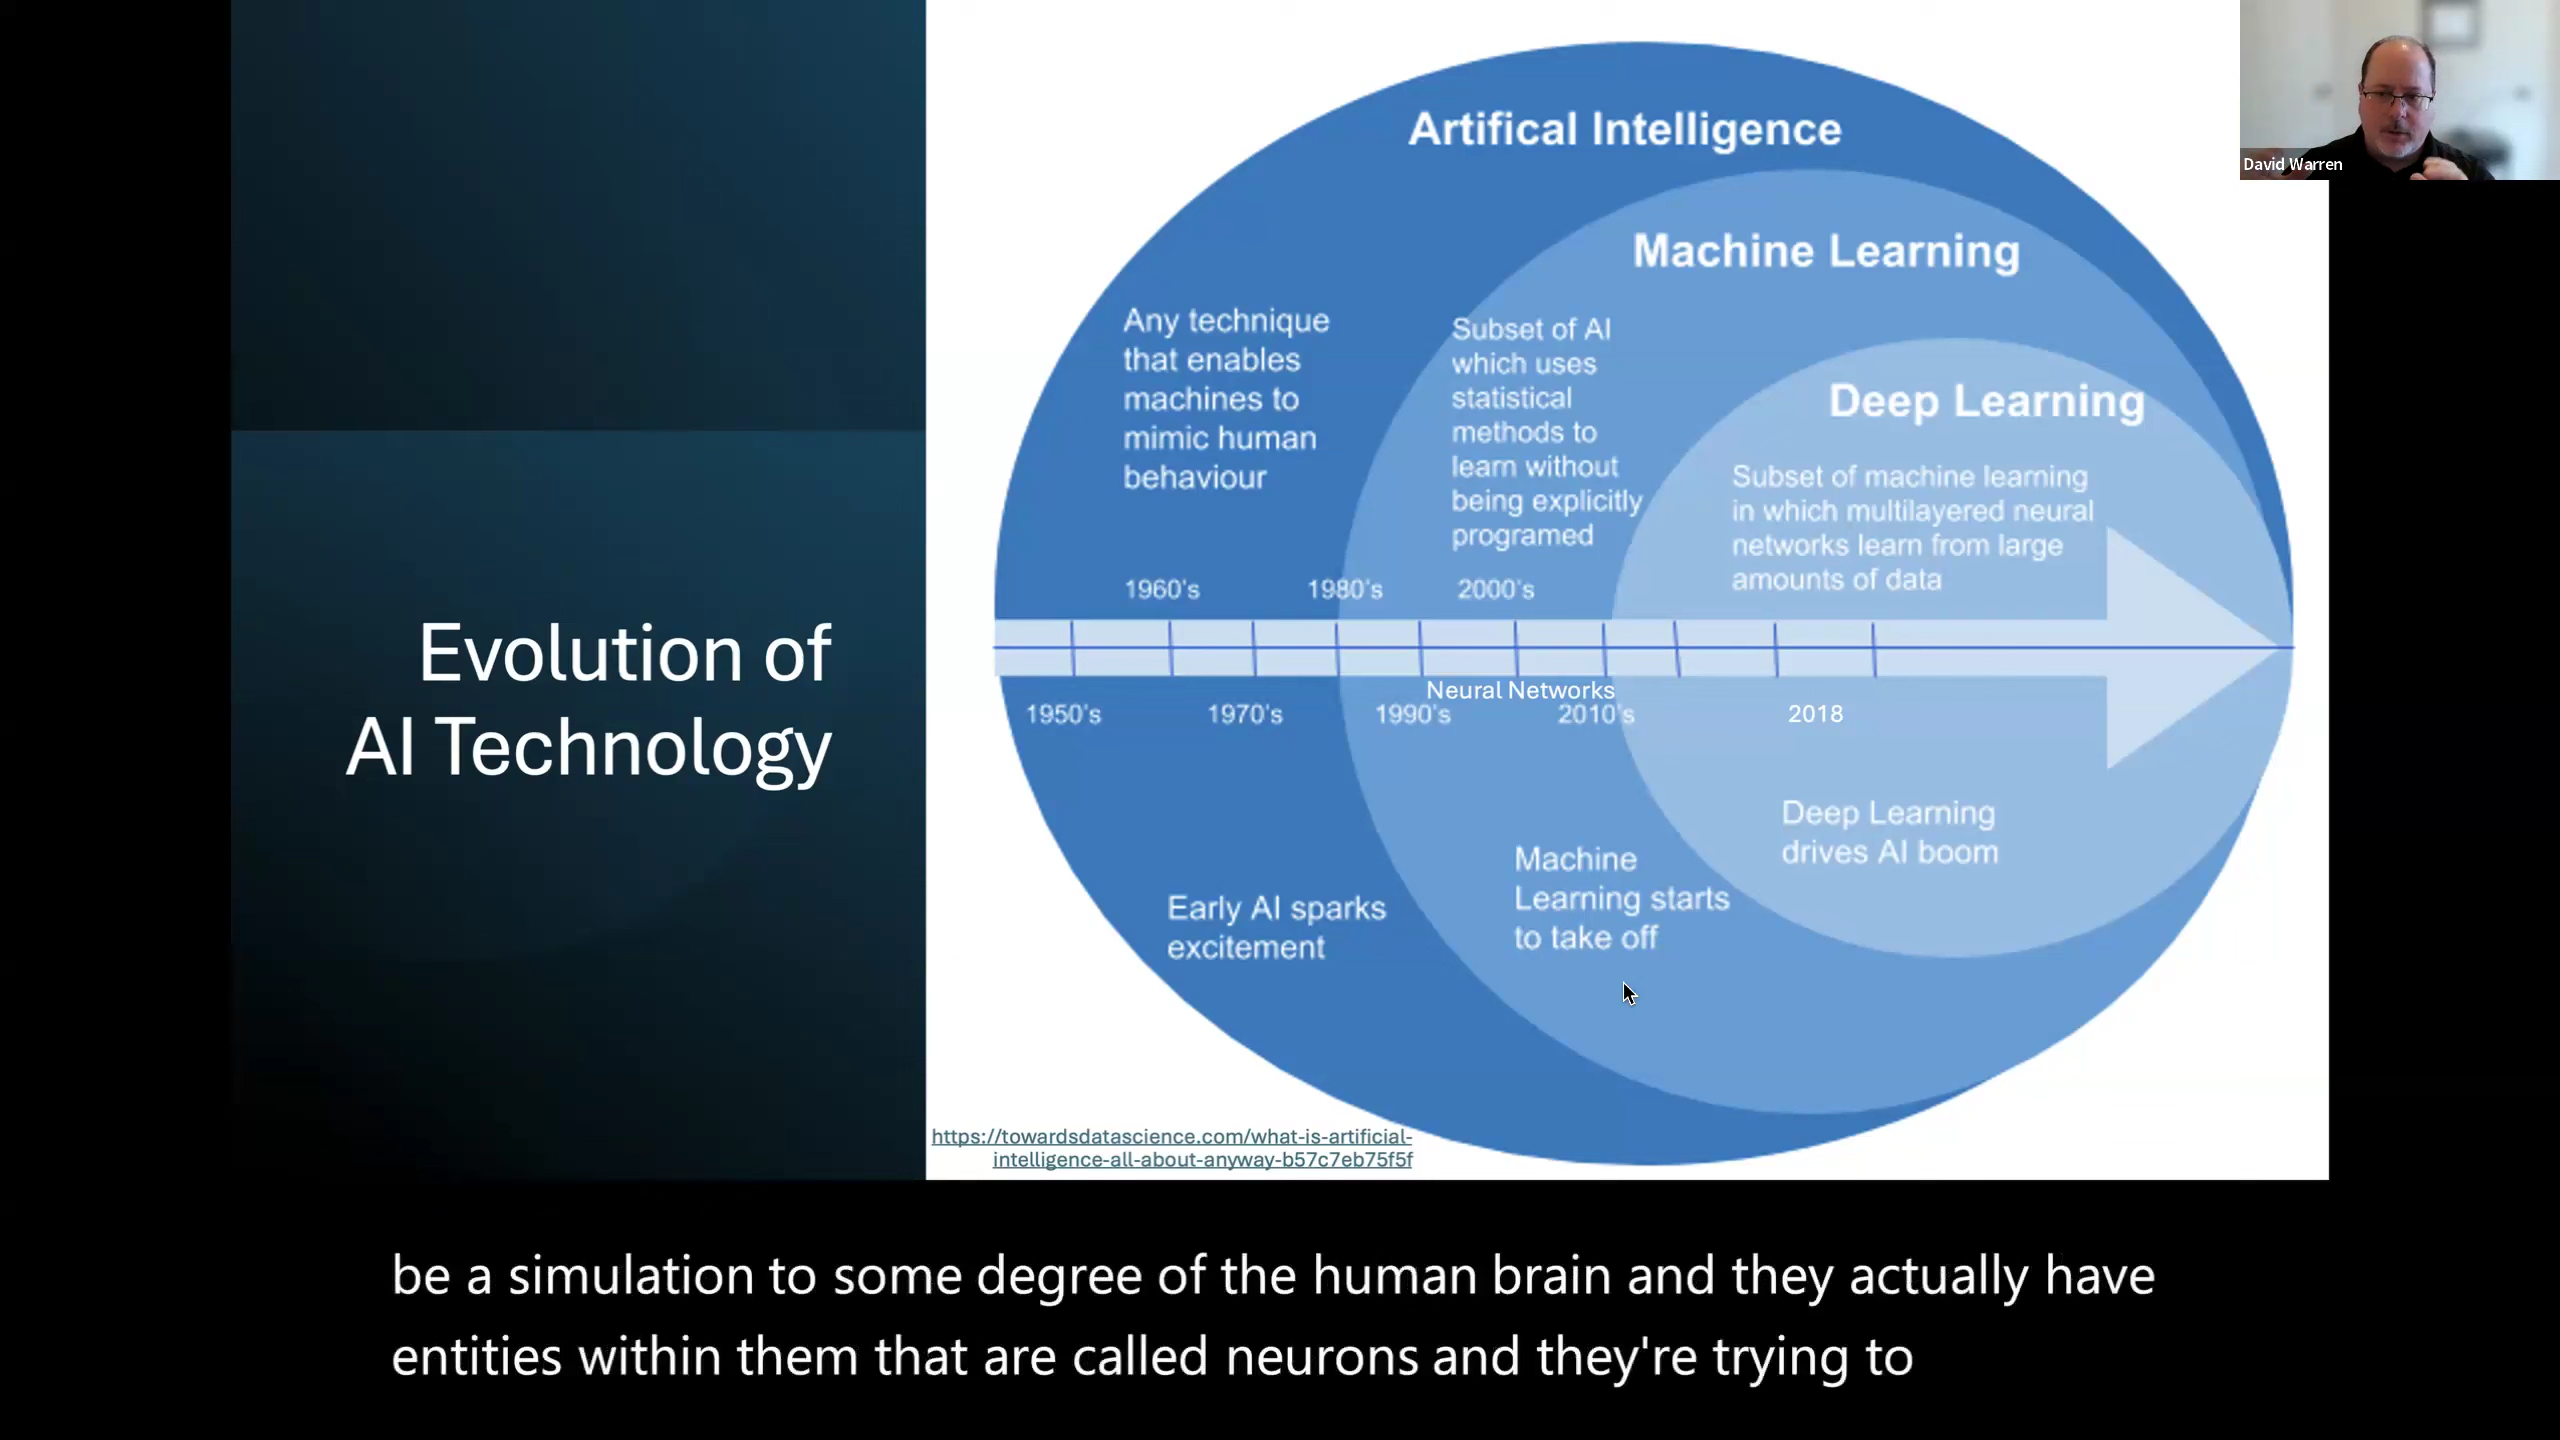 Evolution of
AI Technology
Artifical Intelligence
Machine Learning
Deep Learning
Any technique
that enables
machines to
mimic human
behaviour
Subset of AI
which uses
statistical
methods to
learn without
being explicitly
programed
Subset of machine learning
in which multilayered neural
networks learn from large
amounts of data
1960's
1980's
2000's
Neural Networks
1950's
1970's
1990's
2010's
2018
Early AI sparks
excitement
Machine
Learning starts
to take off
Deep Learning
drives AI boom
https://towardsdatascience.com/what-is-artificial-
intelligence-all-about-anyway-b57c7eb75f5f
David Warren
be a simulation to some degree of the human brain and they actually have
entities within them that are called neurons and they're trying to